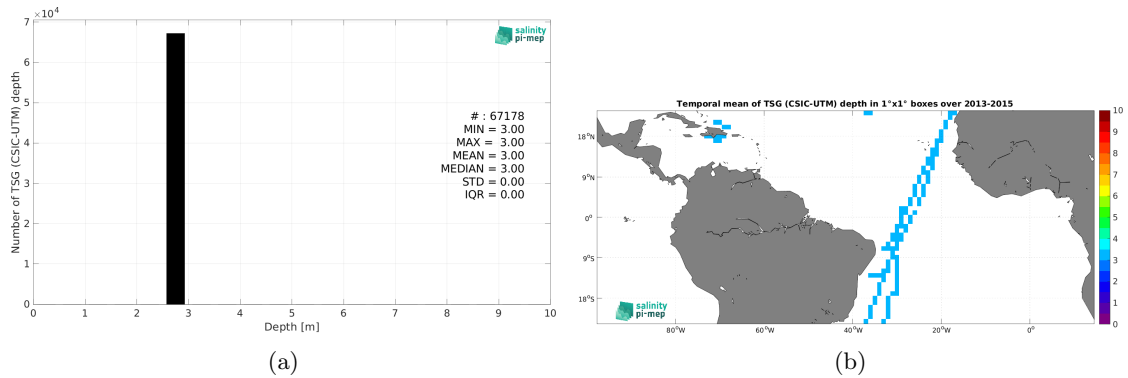 7 ×10⁴
6
5
4
3
2
1
0
Number of TSG (CSIC-UTM) depth
0 1 2 3 4 5 6 7 8 9 10
Depth [m]
salinity
pi-mep
# : 67178
MIN = 3.00
MAX = 3.00
MEAN = 3.00
MEDIAN = 3.00
STD = 0.00
IQR = 0.00
(a)
Temporal mean of TSG (CSIC-UTM) depth in 1°x1° boxes over 2013-2015
18°N
9°N
0°
9°S
18°S
80°W 60°W 40°W 20°W 0°
salinity
pi-mep
10
9
8
7
6
5
4
3
2
1
0
(b)